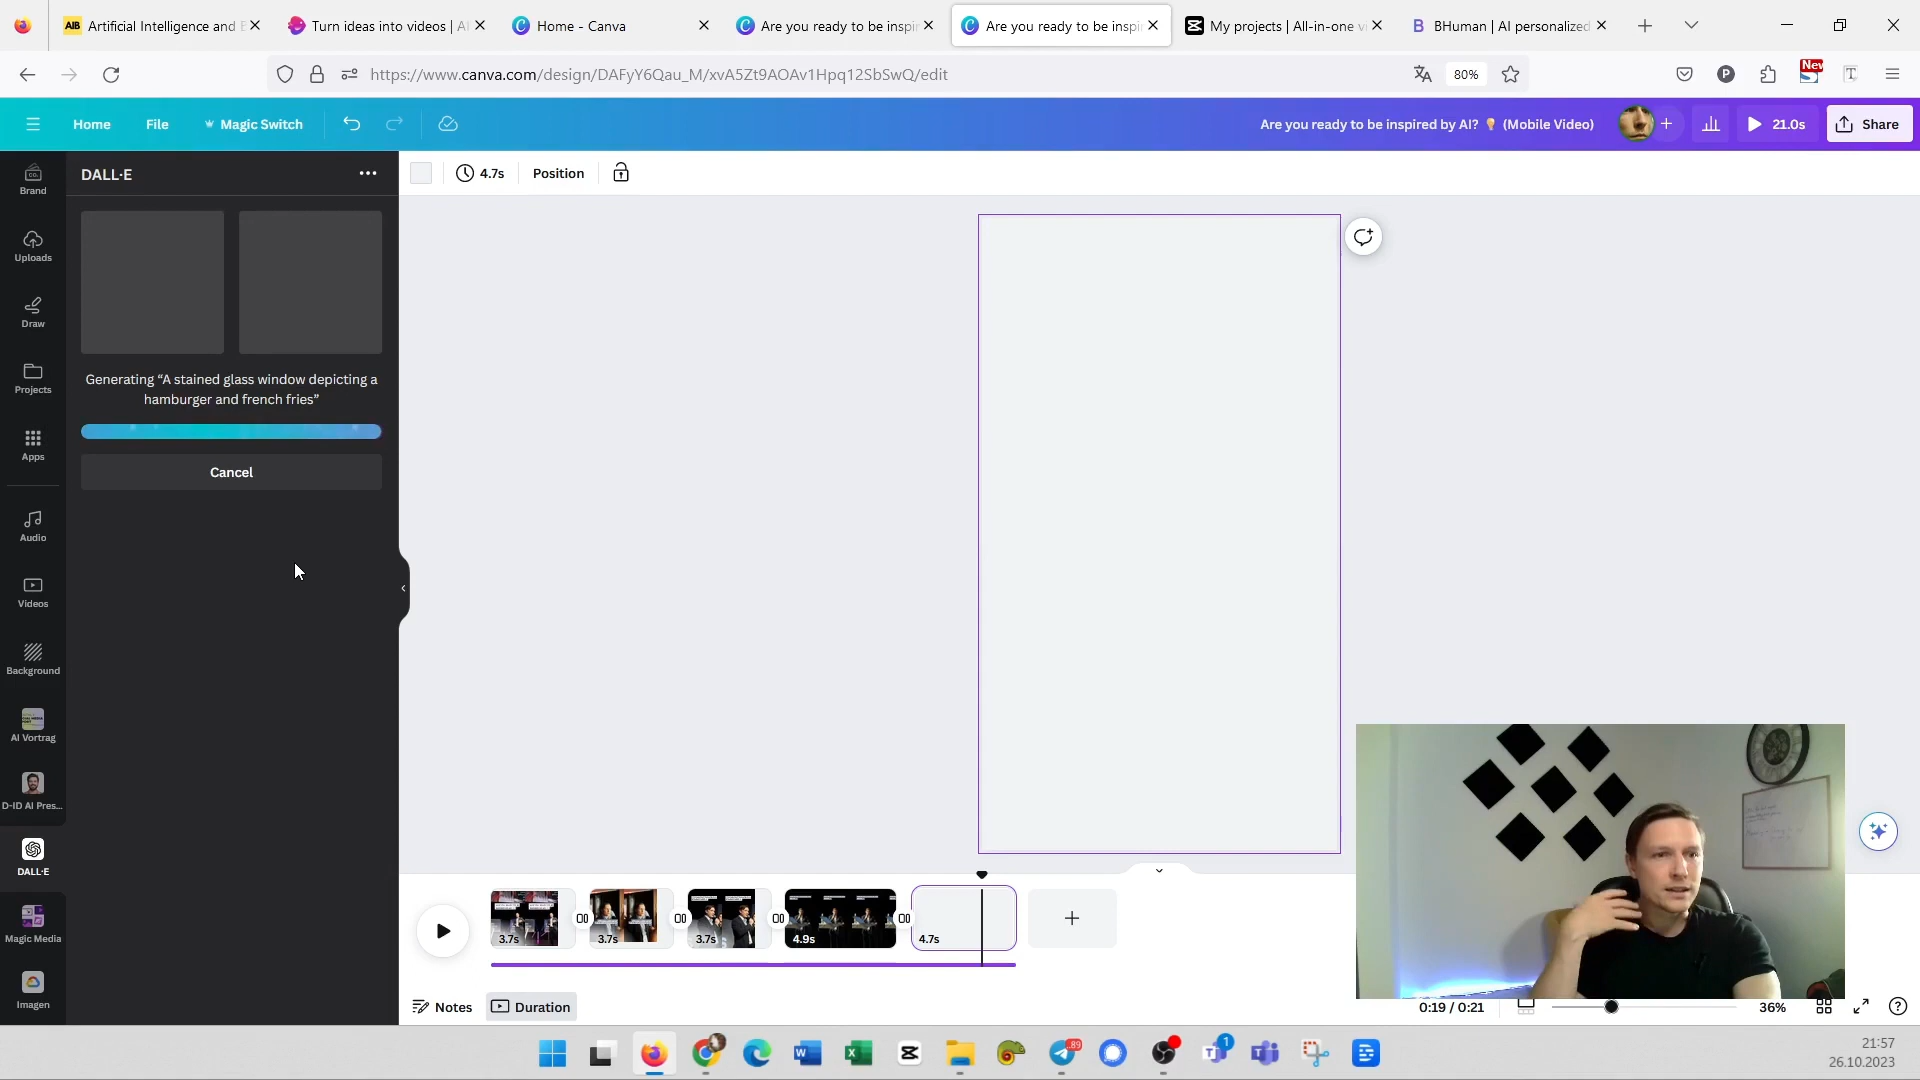 Artificial Intelligence and B
Turn ideas into videos | AI
Home - Canva
Are you ready to be inspir
Are you ready to be inspir
My projects | All-in-one vi
BHuman | AI personalized
https://www.canva.com/design/DAFyY6Qau_M/xvA5Zt9AOAv1Hpq12SbSwQ/edit
80%
New
Home
File
Magic Switch
Are you ready to be inspired by AI? 💡 (Mobile Video)
21.0s
Share
Brand
Uploads
Draw
Projects
Apps
Audio
Videos
Background
AI Vortrag
D-ID AI Pres...
DALL·E
Magic Media
Imagen
DALL·E
Generating “A stained glass window depicting a
hamburger and french fries”
Cancel
4.7s
Position
3.7s
3.7s
3.7s
4.9s
4.7s
Notes
Duration
0:19 / 0:21
36%
89
1
21:57
26.10.2023